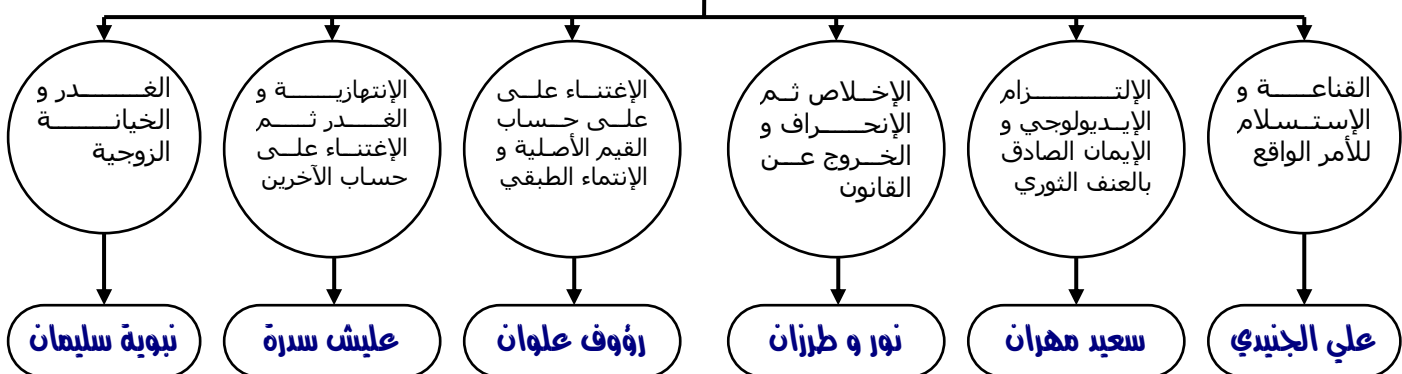 القناعة و
الإستسلام
للأمر الواقع
الإلتزام
الإيديولوجي و
الإيمان الصادق
بالعنف الثوري
الإخلاص ثم
الإنحراف و
الخروج عن
القانون
الإغتناء على
على حساب
القيم الأصلية و
الإنتماء الطبقي
الإنتهازية و
الغدر ثم
الإغتناء على
حساب الآخرين
الغدر و
الخيانة
الزوجية
علي الجنيدي
سعيد مهران
نور و طرزان
رؤوف علوان
عليش سدرة
نبوية سليمان